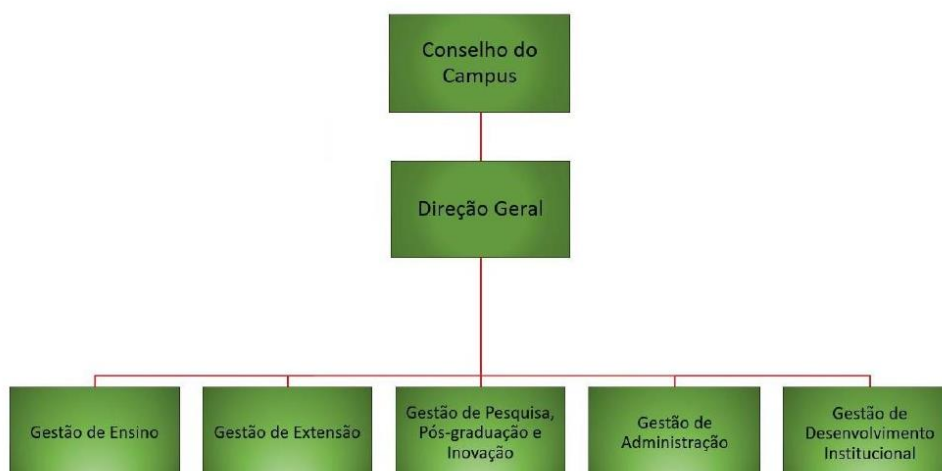 Conselho do
Campus
Direção Geral
Gestão de Ensino
Gestão de Extensão
Gestão de Pesquisa,
Pós-graduação e
Inovação
Gestão de
Administração
Gestão de
Desenvolvimento
Institucional